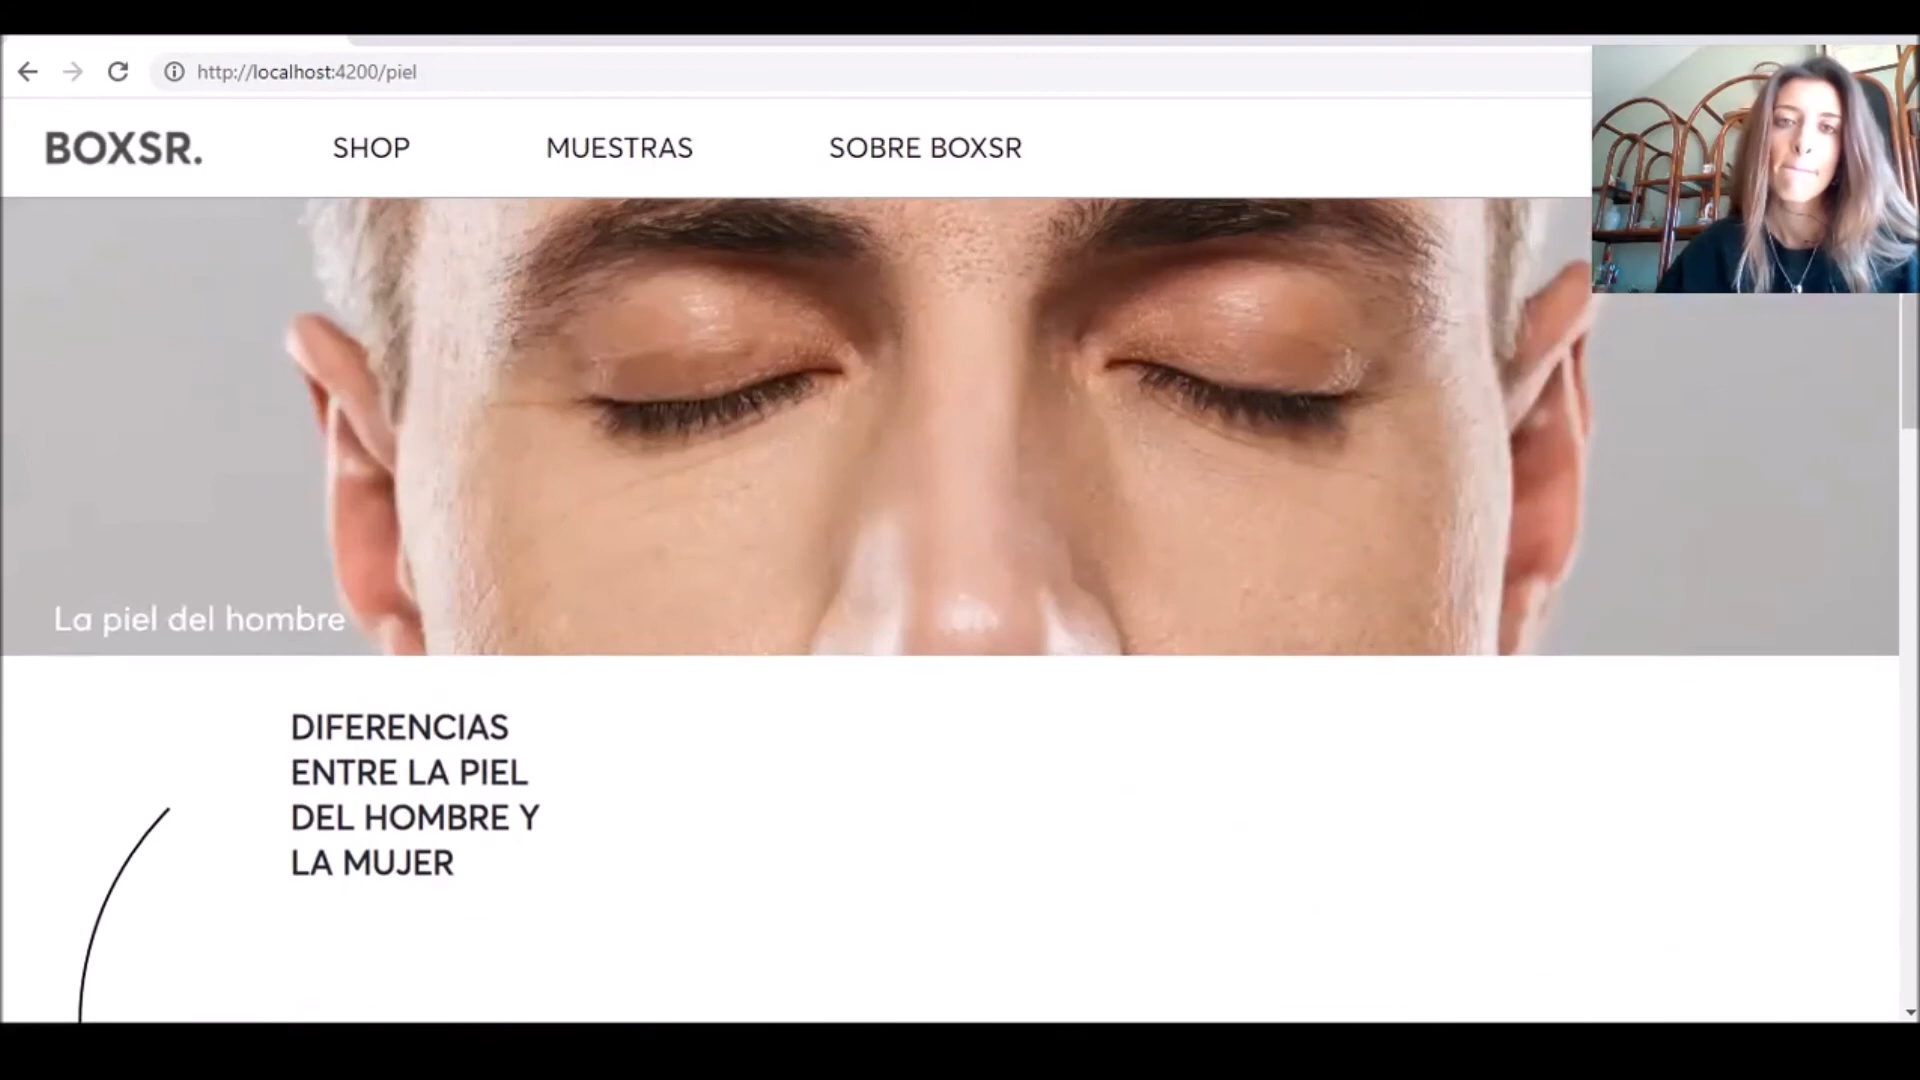 http://localhost:4200/piel
BOXSR.
SHOP
MUESTRAS
SOBRE BOXSR
La piel del hombre
DIFERENCIAS
ENTRE LA PIEL
DEL HOMBRE Y
LA MUJER